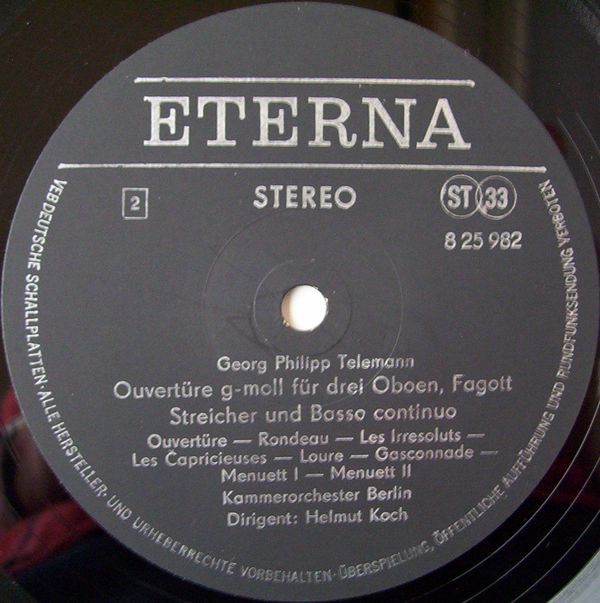 ETERNA
2
STEREO
ST 33
8 25 982
Georg Philipp Telemann
Ouvertüre g-moll für drei Oboen, Fagott
Streicher und Basso continuo
Ouvertüre — Rondeau — Les Irresoluts —
Les Capricieuses — Loure — Gasconnade —
Menuett I — Menuett II
Kammerorchester Berlin
Dirigent: Helmut Koch
VEB DEUTSCHE SCHALLPLATTEN · ALLE HERSTELLER- UND URHEBERRECHTE VORBEHALTEN · ÜBERSPIELUNG, ÖFFENTLICHE AUFFÜHRUNG UND RUNDFUNKSENDUNG VERBOTEN